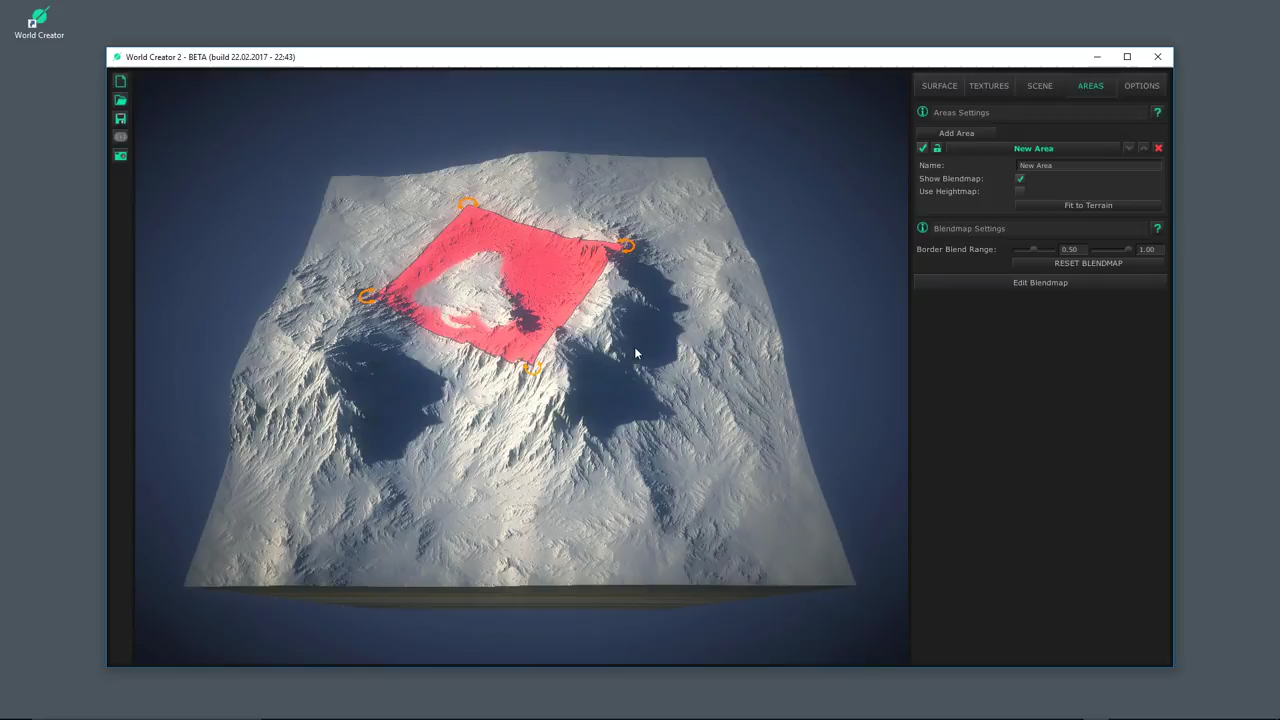 World Creator
World Creator 2 - BETA (build 22.02.2017 - 22:43)
SURFACE TEXTURES SCENE AREAS OPTIONS
Areas Settings ?
Add Area
New Area
Name: New Area
Show Blendmap:
Use Heightmap:
Fit to Terrain
Blendmap Settings ?
Border Blend Range: 0.50 1.00
RESET BLENDMAP
Edit Blendmap